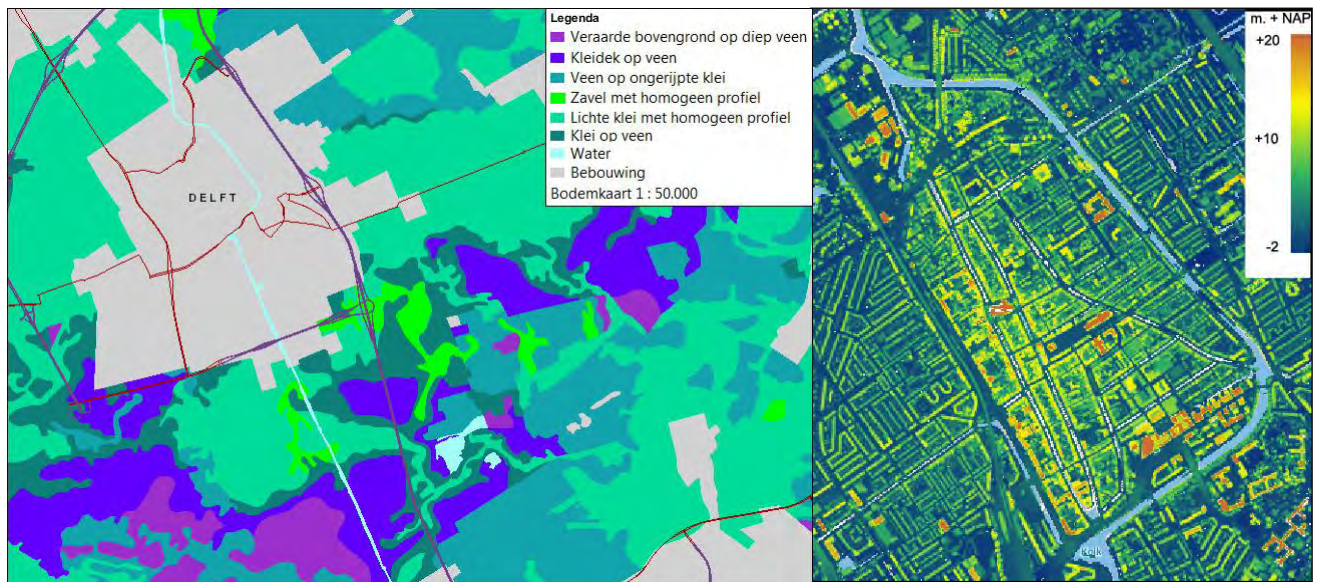 DELFT
Legenda
Veraarde bovengrond op diep veen
Kleidek op veen
Veen op ongerijpte klei
Zavel met homogeen profiel
Lichte klei met homogeen profiel
Klei op veen
Water
Bebouwing
Bodemkaart 1 : 50.000
m. + NAP
+20
+10
-2
Kolk